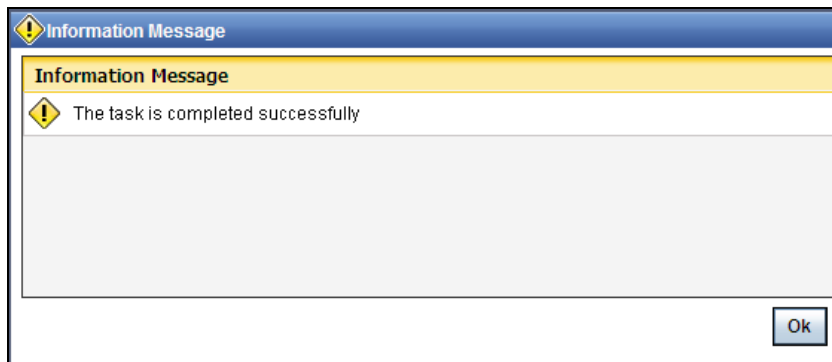 Information Message
Information Message
The task is completed successfully
Ok